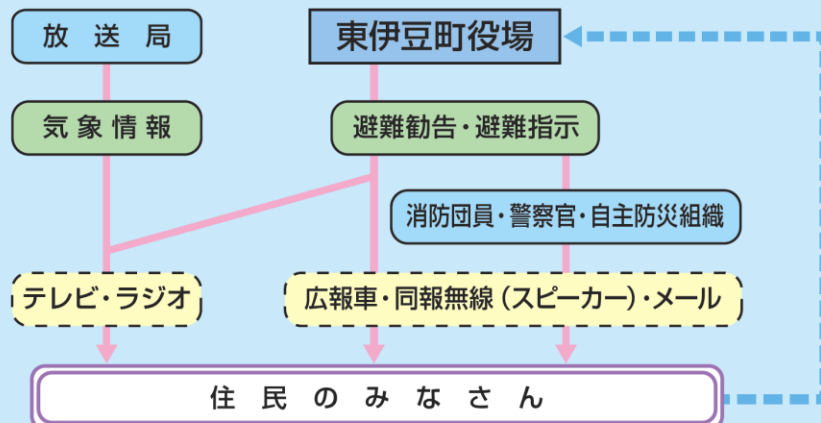 放送局
東伊豆町役場
気象情報
避難勧告・避難指示
消防団員・警察官・自主防災組織
テレビ・ラジオ
広報車・同報無線（スピーカー）・メール
住民のみなさん